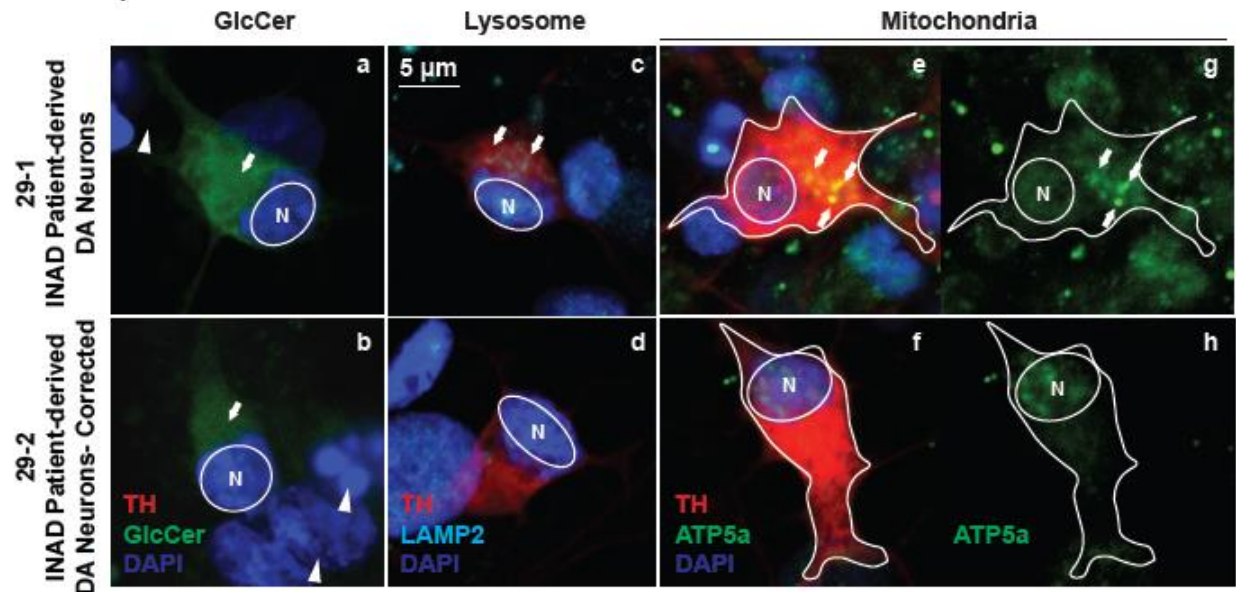 GlcCer
Lysosome
Mitochondria
29-1
INAD Patient-derived
DA Neurons
a
N
5 µm
c
N
e
N
g
N
29-2
INAD Patient-derived
DA Neurons- Corrected
b
N
TH
GlcCer
DAPI
d
N
TH
LAMP2
DAPI
f
N
TH
ATP5a
DAPI
h
N
ATP5a